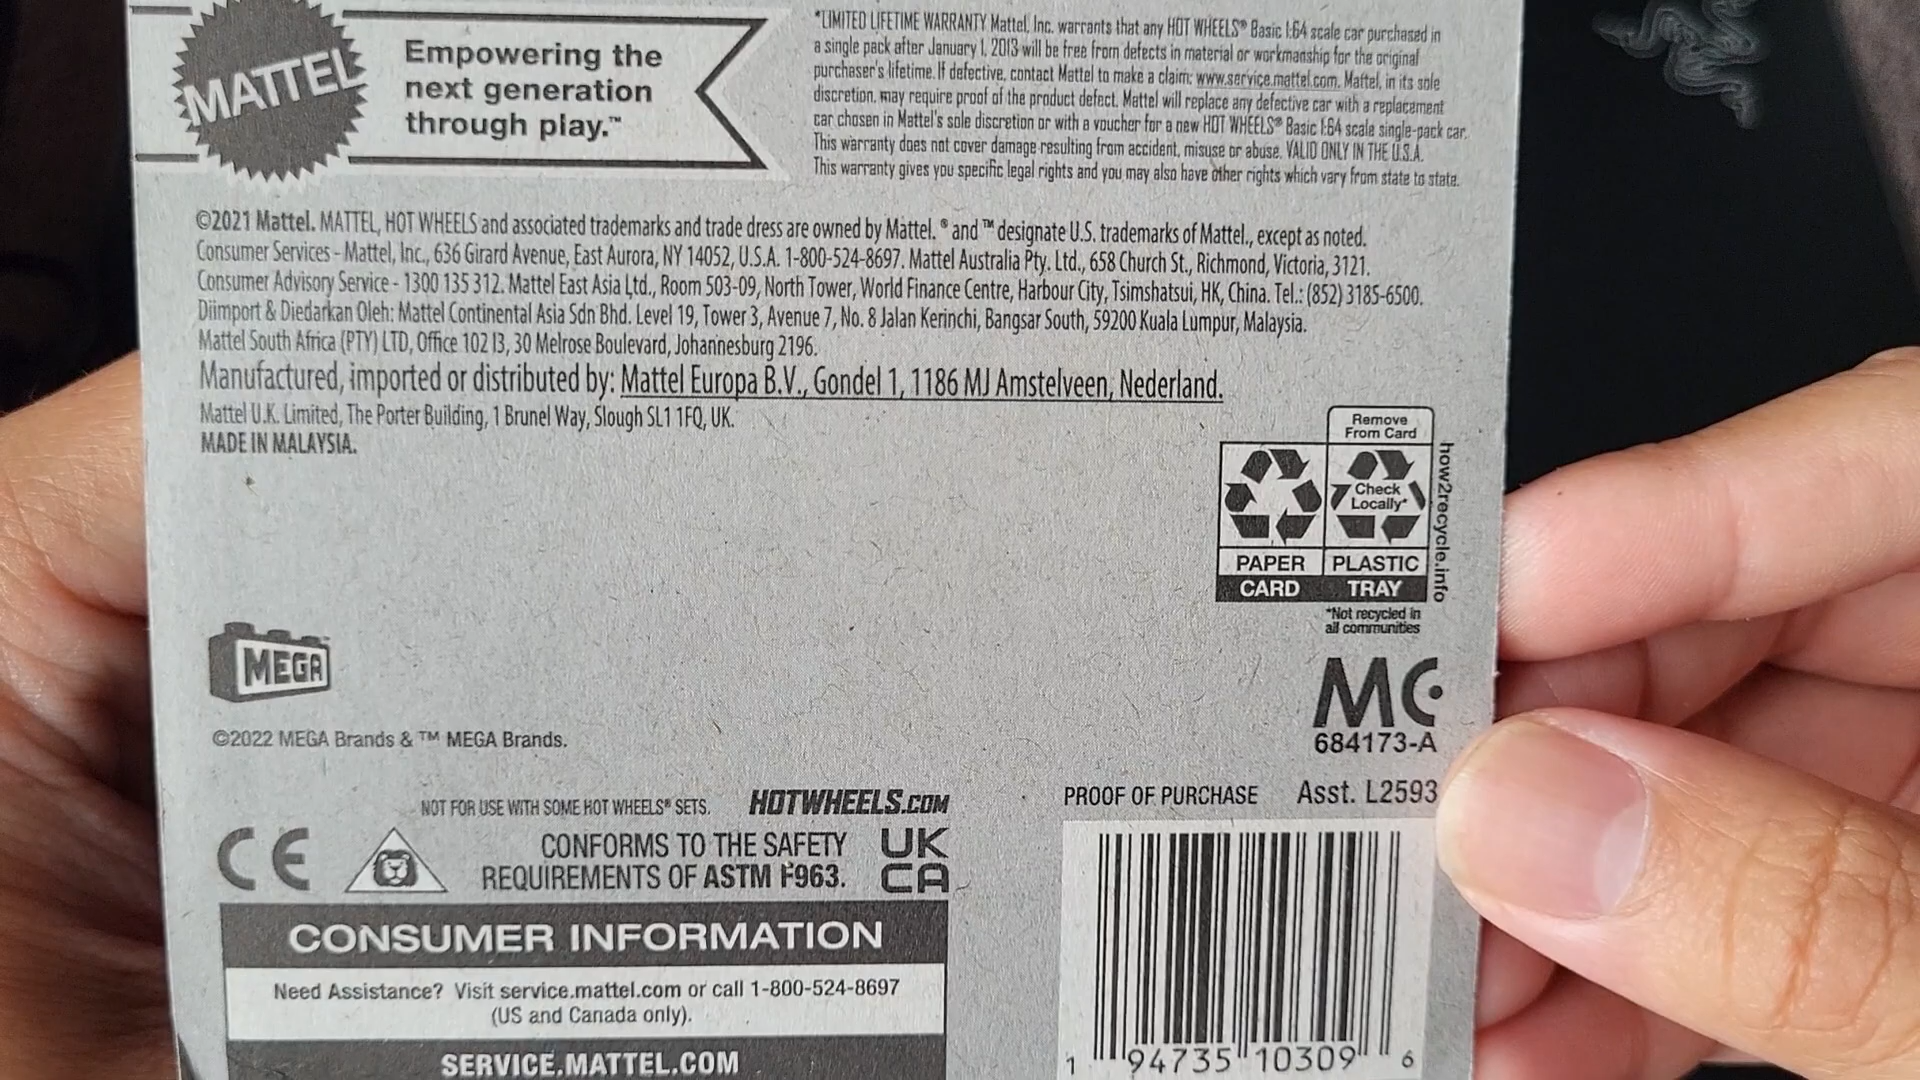 MATTEL
Empowering the
next generation
through play.™
*LIMITED LIFETIME WARRANTY Mattel, Inc. warrants that any HOT WHEELS® Basic 1:64 scale car purchased in
a single pack after January 1, 2013 will be free from defects in material or workmanship for the original
purchaser's lifetime. If defective, contact Mattel to make a claim: www.service.mattel.com. Mattel, in its sole
discretion, may require proof of the product defect. Mattel will replace any defective car with a replacement
car chosen in Mattel's sole discretion or with a voucher for a new HOT WHEELS® Basic 1:64 scale single-pack car.
This warranty does not cover damage resulting from accident, misuse or abuse. VALID ONLY IN THE U.S.A.
This warranty gives you specific legal rights and you may also have other rights which vary from state to state.
©2021 Mattel. MATTEL, HOT WHEELS and associated trademarks and trade dress are owned by Mattel. ® and ™ designate U.S. trademarks of Mattel., except as noted.
Consumer Services - Mattel, Inc., 636 Girard Avenue, East Aurora, NY 14052, U.S.A. 1-800-524-8697. Mattel Australia Pty. Ltd., 658 Church St., Richmond, Victoria, 3121.
Consumer Advisory Service - 1300 135 312. Mattel East Asia Ltd., Room 503-09, North Tower, World Finance Centre, Harbour City, Tsimshatsui, HK, China. Tel.: (852) 3185-6500.
Diimport & Diedarkan Oleh: Mattel Continental Asia Sdn Bhd. Level 19, Tower 3, Avenue 7, No. 8 Jalan Kerinchi, Bangsar South, 59200 Kuala Lumpur, Malaysia.
Mattel South Africa (PTY) LTD, Office 102 I3, 30 Melrose Boulevard, Johannesburg 2196.
Manufactured, imported or distributed by: Mattel Europa B.V., Gondel 1, 1186 MJ Amstelveen, Nederland.
Mattel U.K. Limited, The Porter Building, 1 Brunel Way, Slough SL1 1FQ, UK.
MADE IN MALAYSIA.
Remove
From Card
Check
Locally*
PAPER
PLASTIC
CARD
TRAY
how2recycle.info
*Not recycled in
all communities
MEGA™
©2022 MEGA Brands & ™ MEGA Brands.
MC
684173-A
NOT FOR USE WITH SOME HOT WHEELS® SETS.
HOTWHEELS.COM
PROOF OF PURCHASE
Asst. L2593
CE
CONFORMS TO THE SAFETY
REQUIREMENTS OF ASTM F963.
UK
CA
CONSUMER INFORMATION
Need Assistance? Visit service.mattel.com or call 1-800-524-8697
(US and Canada only).
SERVICE.MATTEL.COM
1 94735 10309 6